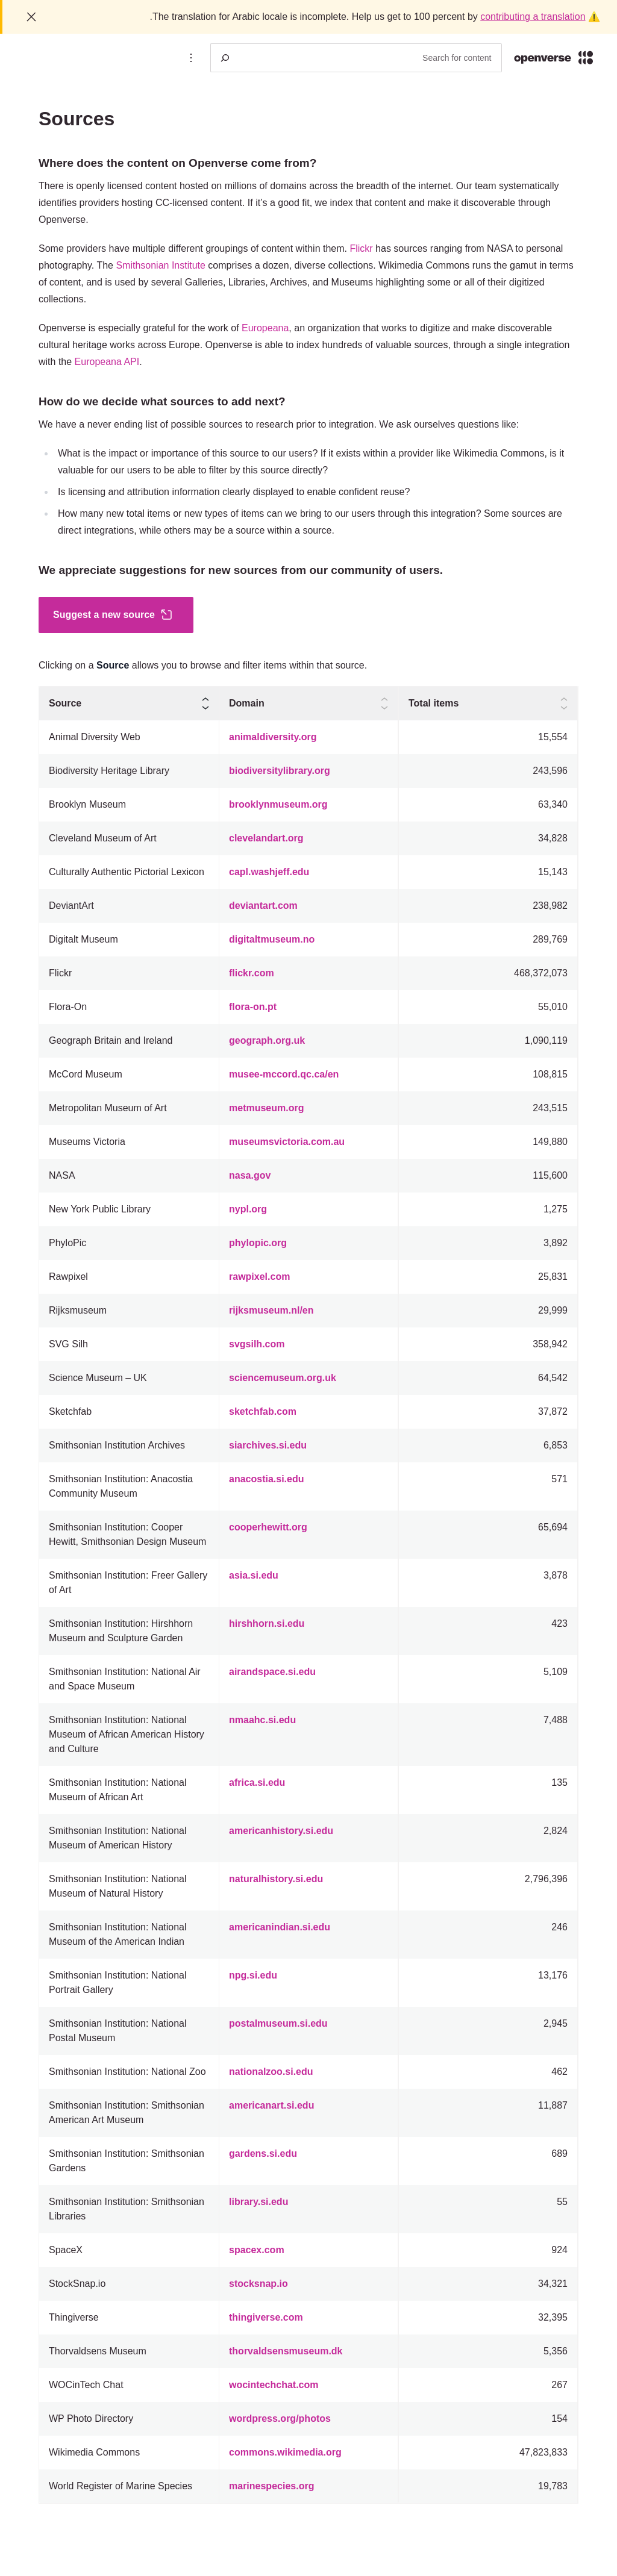 .The translation for Arabic locale is incomplete. Help us get to 100 percent by contributing a translation ⚠️
Search for content
openverse
Sources
Where does the content on Openverse come from?
There is openly licensed content hosted on millions of domains across the breadth of the internet. Our team systematically
identifies providers hosting CC-licensed content. If it’s a good fit, we index that content and make it discoverable through
Openverse.
Some providers have multiple different groupings of content within them. Flickr has sources ranging from NASA to personal
photography. The Smithsonian Institute comprises a dozen, diverse collections. Wikimedia Commons runs the gamut in terms
of content, and is used by several Galleries, Libraries, Archives, and Museums highlighting some or all of their digitized
collections.
Openverse is especially grateful for the work of Europeana, an organization that works to digitize and make discoverable
cultural heritage works across Europe. Openverse is able to index hundreds of valuable sources, through a single integration
with the Europeana API.
How do we decide what sources to add next?
We have a never ending list of possible sources to research prior to integration. We ask ourselves questions like:
What is the impact or importance of this source to our users? If it exists within a provider like Wikimedia Commons, is it
valuable for our users to be able to filter by this source directly?
Is licensing and attribution information clearly displayed to enable confident reuse?
How many new total items or new types of items can we bring to our users through this integration? Some sources are
direct integrations, while others may be a source within a source.
We appreciate suggestions for new sources from our community of users.
Suggest a new source
Clicking on a Source allows you to browse and filter items within that source.
Source Domain Total items
Animal Diversity Web animaldiversity.org 15,554
Biodiversity Heritage Library biodiversitylibrary.org 243,596
Brooklyn Museum brooklynmuseum.org 63,340
Cleveland Museum of Art clevelandart.org 34,828
Culturally Authentic Pictorial Lexicon capl.washjeff.edu 15,143
DeviantArt deviantart.com 238,982
Digitalt Museum digitaltmuseum.no 289,769
Flickr flickr.com 468,372,073
Flora-On flora-on.pt 55,010
Geograph Britain and Ireland geograph.org.uk 1,090,119
McCord Museum musee-mccord.qc.ca/en 108,815
Metropolitan Museum of Art metmuseum.org 243,515
Museums Victoria museumsvictoria.com.au 149,880
NASA nasa.gov 115,600
New York Public Library nypl.org 1,275
PhyloPic phylopic.org 3,892
Rawpixel rawpixel.com 25,831
Rijksmuseum rijksmuseum.nl/en 29,999
SVG Silh svgsilh.com 358,942
Science Museum – UK sciencemuseum.org.uk 64,542
Sketchfab sketchfab.com 37,872
Smithsonian Institution Archives siarchives.si.edu 6,853
Smithsonian Institution: Anacostia anacostia.si.edu 571
Community Museum
Smithsonian Institution: Cooper cooperhewitt.org 65,694
Hewitt, Smithsonian Design Museum
Smithsonian Institution: Freer Gallery asia.si.edu 3,878
of Art
Smithsonian Institution: Hirshhorn hirshhorn.si.edu 423
Museum and Sculpture Garden
Smithsonian Institution: National Air airandspace.si.edu 5,109
and Space Museum
Smithsonian Institution: National nmaahc.si.edu 7,488
Museum of African American History
and Culture
Smithsonian Institution: National africa.si.edu 135
Museum of African Art
Smithsonian Institution: National americanhistory.si.edu 2,824
Museum of American History
Smithsonian Institution: National naturalhistory.si.edu 2,796,396
Museum of Natural History
Smithsonian Institution: National americanindian.si.edu 246
Museum of the American Indian
Smithsonian Institution: National npg.si.edu 13,176
Portrait Gallery
Smithsonian Institution: National postalmuseum.si.edu 2,945
Postal Museum
Smithsonian Institution: National Zoo nationalzoo.si.edu 462
Smithsonian Institution: Smithsonian americanart.si.edu 11,887
American Art Museum
Smithsonian Institution: Smithsonian gardens.si.edu 689
Gardens
Smithsonian Institution: Smithsonian library.si.edu 55
Libraries
SpaceX spacex.com 924
StockSnap.io stocksnap.io 34,321
Thingiverse thingiverse.com 32,395
Thorvaldsens Museum thorvaldsensmuseum.dk 5,356
WOCinTech Chat wocintechchat.com 267
WP Photo Directory wordpress.org/photos 154
Wikimedia Commons commons.wikimedia.org 47,823,833
World Register of Marine Species marinespecies.org 19,783